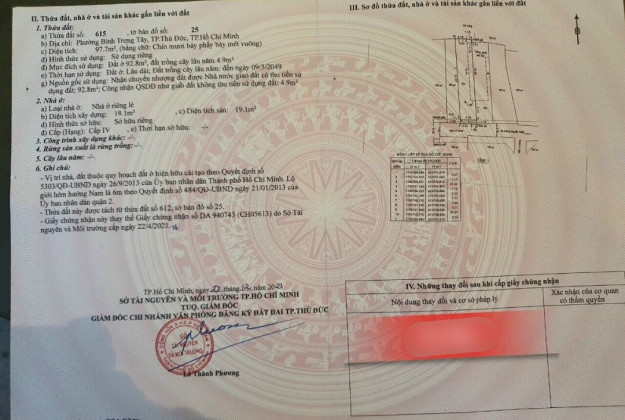 II. Thửa đất, nhà ở và tài sản khác gắn liền với đất
1. Thửa đất:
a) Thửa đất số: 615 , tờ bản đồ số: 25
b) Địa chỉ: Phường Bình Trưng Tây, TP.Thủ Đức, TP.Hồ Chí Minh
c) Diện tích: 97.7m², (bằng chữ: Chín mươi bảy phẩy bảy mét vuông)
d) Hình thức sử dụng: Sử dụng riêng
đ) Mục đích sử dụng: Đất ở 92.8m², đất trồng cây lâu năm 4.9m²
e) Thời hạn sử dụng: Đất ở: Lâu dài; Đất trồng cây lâu năm: đến ngày 09/3/2049
g) Nguồn gốc sử dụng: Nhận chuyển nhượng đất được Nhà nước giao đất có thu tiền sử
dụng đất: 92.8m²; Công nhận QSDĐ như giao đất không thu tiền sử dụng đất: 4.9m²
2. Nhà ở:
a) Loại nhà ở: Nhà ở riêng lẻ
b) Diện tích xây dựng: 19.1m² , c) Diện tích sàn: 19.1m²
d) Hình thức sở hữu: Sở hữu riêng
đ) Cấp (Hạng): Cấp IV , e) Thời hạn sở hữu: -/-
3. Công trình xây dựng khác: -/-
4. Rừng sản xuất là rừng trồng: -/-
5. Cây lâu năm: -/-
6. Ghi chú:
- Vị trí nhà, đất thuộc quy hoạch đất ở hiện hữu cải tạo theo Quyết định số
5303/QĐ-UBND ngày 26/9/2013 của Ủy ban nhân dân Thành phố Hồ Chí Minh. Lộ
giới hẻm hướng Nam là 6m theo Quyết định số 484/QĐ-UBND ngày 21/01/2013 của
Ủy ban nhân dân quận 2.
- Thửa đất này được tách từ thửa đất số 612, tờ bản đồ số 25.
- Giấy chứng nhận này thay thế Giấy chứng nhận số DA 940743 (CH05613) do Sở Tài
nguyên và Môi trường cấp ngày 22/4/2021.
TP.Hồ Chí Minh, ngày tháng năm 2021
SỞ TÀI NGUYÊN VÀ MÔI TRƯỜNG TP.HỒ CHÍ MINH
TUQ. GIÁM ĐỐC
GIÁM ĐỐC CHI NHÁNH VĂN PHÒNG ĐĂNG KÝ ĐẤT ĐAI TP.THỦ ĐỨC
SỞ
TÀI NGUYÊN
VÀ MÔI TRƯỜNG
Lê Thành Phương
III. Sơ đồ thửa đất, nhà ở và tài sản khác gắn liền với đất
IV. Những thay đổi sau khi cấp giấy chứng nhận
Nội dung thay đổi và cơ sở pháp lý
Xác nhận của cơ quan
có thẩm quyền